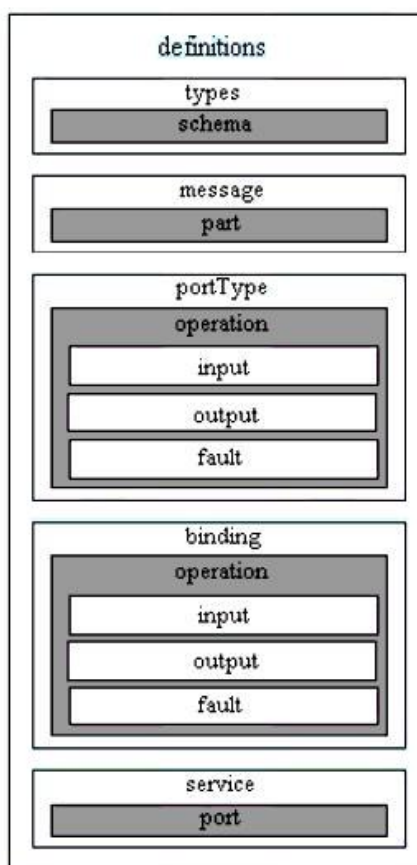 definitions
types
schema
message
part
portType
operation
input
output
fault
binding
operation
input
output
fault
service
port